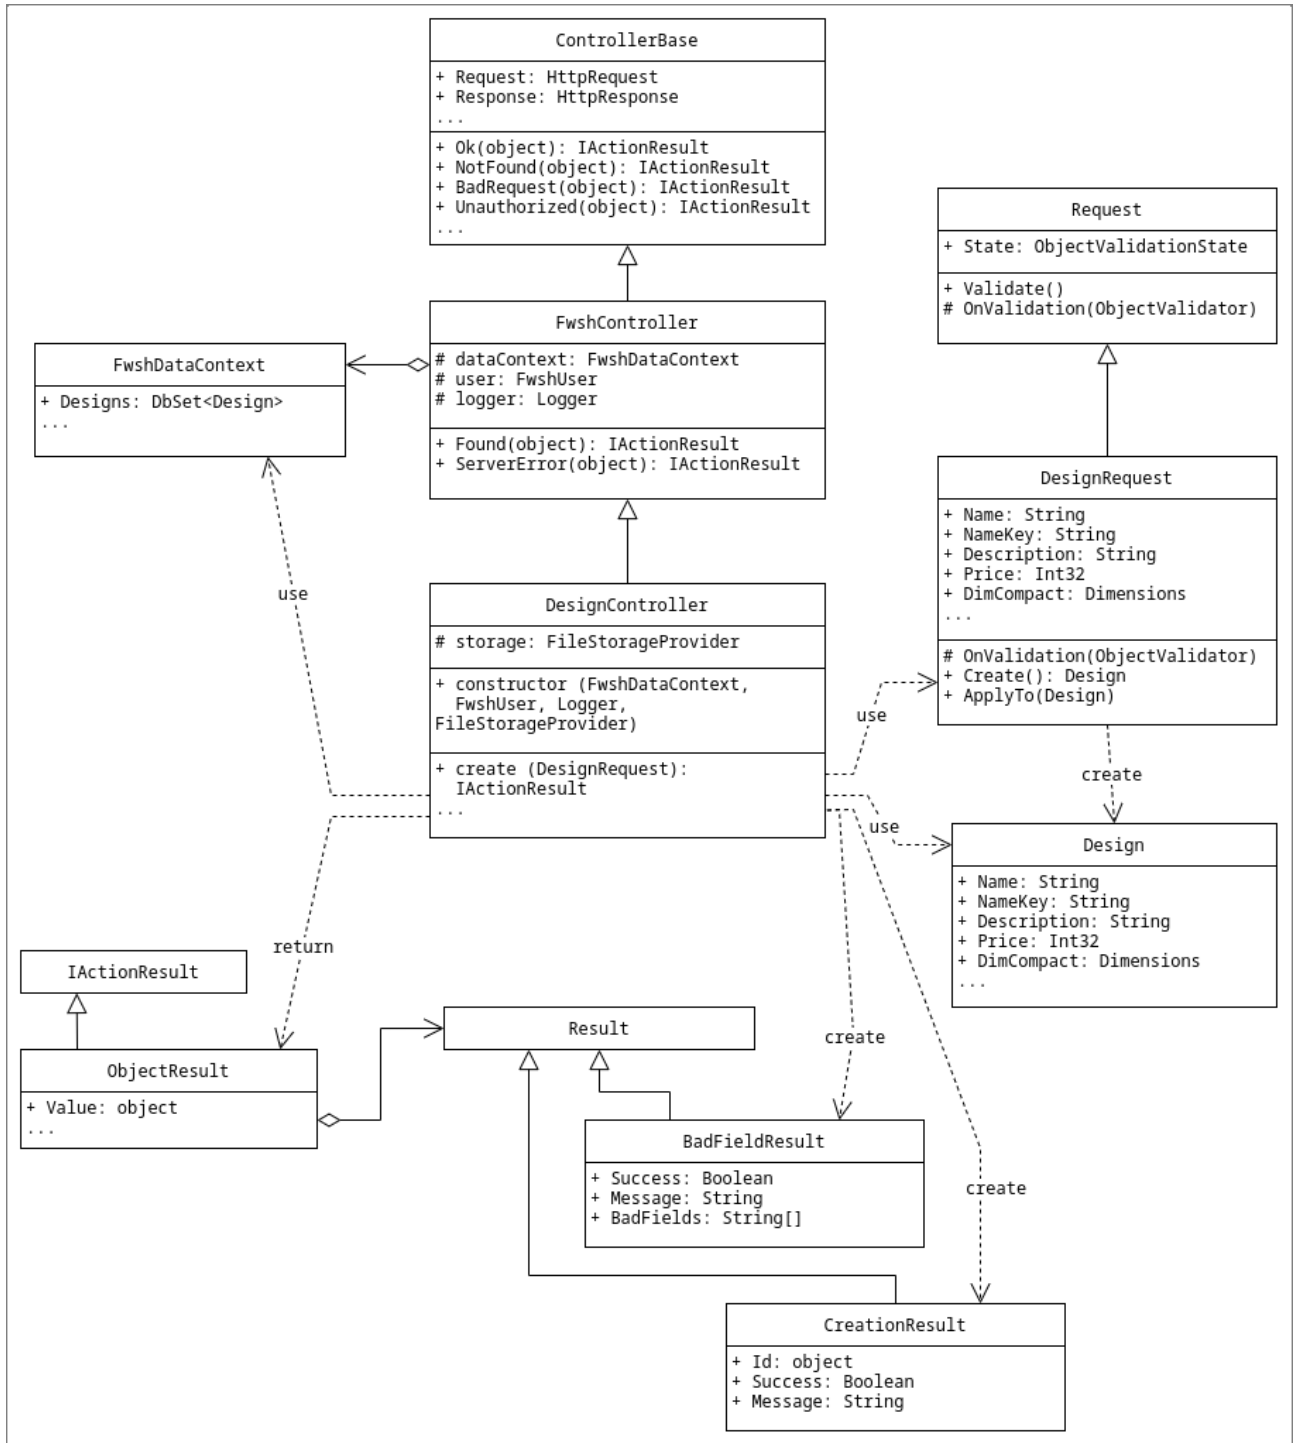 ControllerBase
+ Request: HttpRequest
+ Response: HttpResponse
...
+ Ok(object): IActionResult
+ NotFound(object): IActionResult
+ BadRequest(object): IActionResult
+ Unauthorized(object): IActionResult
...
Request
+ State: ObjectValidationState
+ Validate()
# OnValidation(ObjectValidator)
FwshController
# dataContext: FwshDataContext
# user: FwshUser
# logger: Logger
+ Found(object): IActionResult
+ ServerError(object): IActionResult
FwshDataContext
+ Designs: DbSet<Design>
...
DesignRequest
+ Name: String
+ NameKey: String
+ Description: String
+ Price: Int32
+ DimCompact: Dimensions
...
# OnValidation(ObjectValidator)
+ Create(): Design
+ ApplyTo(Design)
use
DesignController
# storage: FileStorageProvider
+ constructor (FwshDataContext,
FwshUser, Logger,
FileStorageProvider)
+ create (DesignRequest):
IActionResult
...
use
create
use
Design
+ Name: String
+ NameKey: String
+ Description: String
+ Price: Int32
+ DimCompact: Dimensions
...
return
IActionResult
ObjectResult
+ Value: object
...
Result
create
BadFieldResult
+ Success: Boolean
+ Message: String
+ BadFields: String[]
create
CreationResult
+ Id: object
+ Success: Boolean
+ Message: String